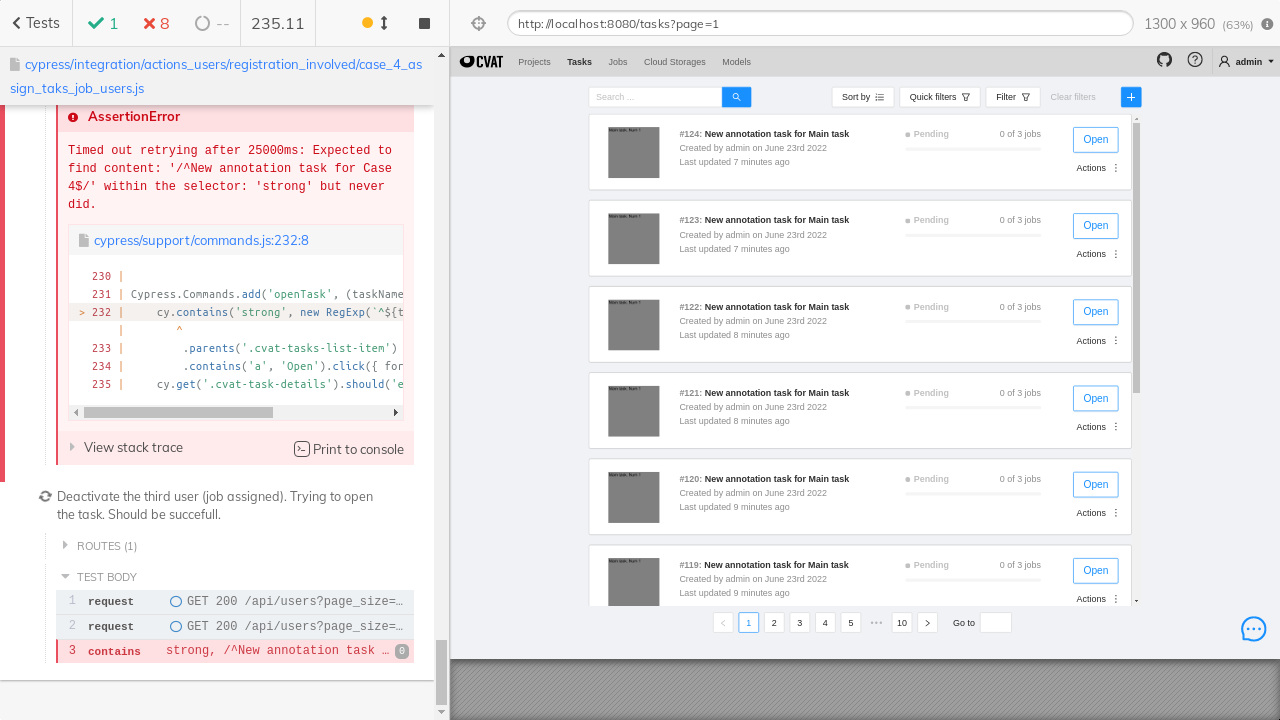 Tests
1
8
--
235.11
http://localhost:8080/tasks?page=1
1300 x 960 (63%)
cypress/integration/actions_users/registration_involved/case_4_as
sign_taks_job_users.js
AssertionError
Timed out retrying after 25000ms: Expected to
find content: '/^New annotation task for Case
4$/' within the selector: 'strong' but never
did.
cypress/support/commands.js:232:8
230 |
231 | Cypress.Commands.add('openTask', (taskName
> 232 |     cy.contains('strong', new RegExp(`^${t
|        ^
233 |         .parents('.cvat-tasks-list-item')
234 |         .contains('a', 'Open').click({ for
235 |     cy.get('.cvat-task-details').should('e
View stack trace
Print to console
Deactivate the third user (job assigned). Trying to open
the task. Should be succefull.
ROUTES (1)
TEST BODY
1 request GET 200 /api/users?page_size=…
2 request GET 200 /api/users?page_size=…
3 contains strong, /^New annotation task … 0
CVAT Projects Tasks Jobs Cloud Storages Models admin
Search ...
Sort by Quick filters Filter Clear filters
#124: New annotation task for Main task
Created by admin on June 23rd 2022
Last updated 7 minutes ago
Pending 0 of 3 jobs
Open
Actions
#123: New annotation task for Main task
Created by admin on June 23rd 2022
Last updated 7 minutes ago
Pending 0 of 3 jobs
Open
Actions
#122: New annotation task for Main task
Created by admin on June 23rd 2022
Last updated 8 minutes ago
Pending 0 of 3 jobs
Open
Actions
#121: New annotation task for Main task
Created by admin on June 23rd 2022
Last updated 8 minutes ago
Pending 0 of 3 jobs
Open
Actions
#120: New annotation task for Main task
Created by admin on June 23rd 2022
Last updated 9 minutes ago
Pending 0 of 3 jobs
Open
Actions
#119: New annotation task for Main task
Created by admin on June 23rd 2022
Last updated 9 minutes ago
Pending 0 of 3 jobs
Open
Actions
1 2 3 4 5 ••• 10 Go to